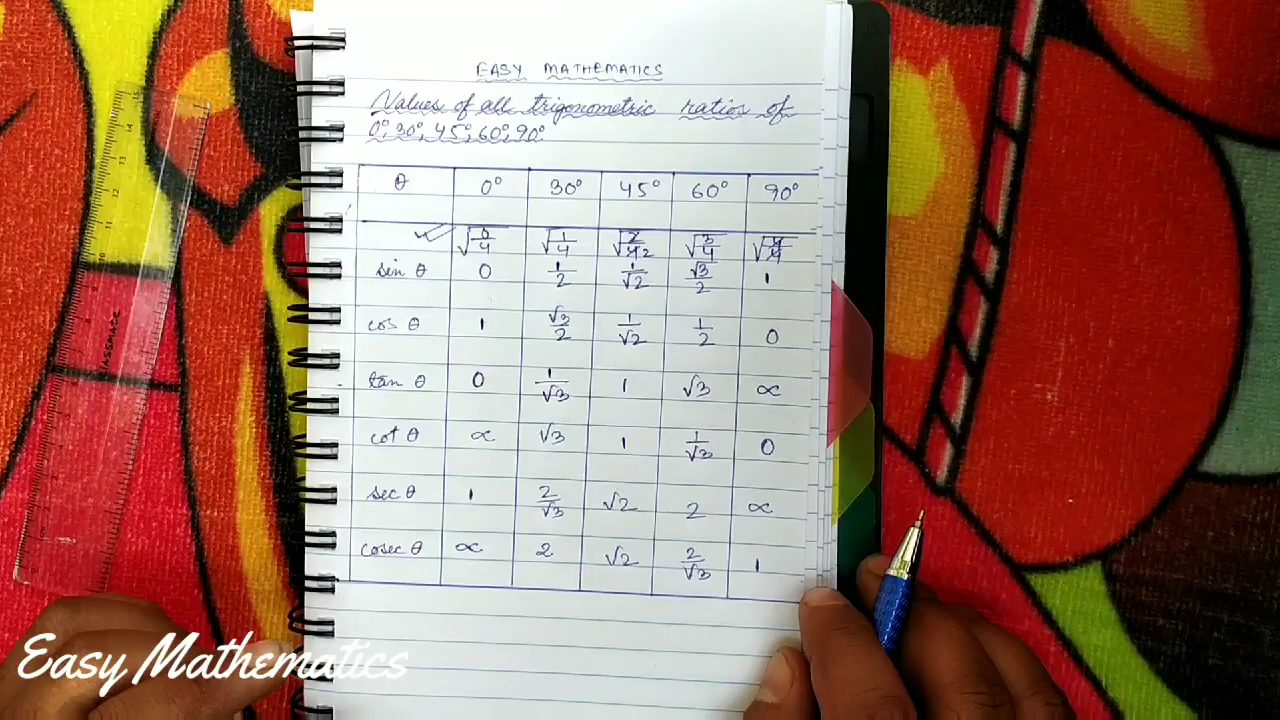 EASY MATHEMATICS
Values of all trigonometric ratios of
0°, 30°, 45°, 60°, 90°
θ 0° 30° 45° 60° 90°
√0/4 √1/4 √2/4 2 √3/4 √4/4
sin θ 0 1/2 1/√2 √3/2 1
cos θ 1 √3/2 1/√2 1/2 0
tan θ 0 1/√3 1 √3 ∝
cot θ ∝ √3 1 1/√3 0
sec θ 1 2/√3 √2 2 ∝
cosec θ ∝ 2 √2 2/√3 1
CLASSMATE
Easy Mathematics